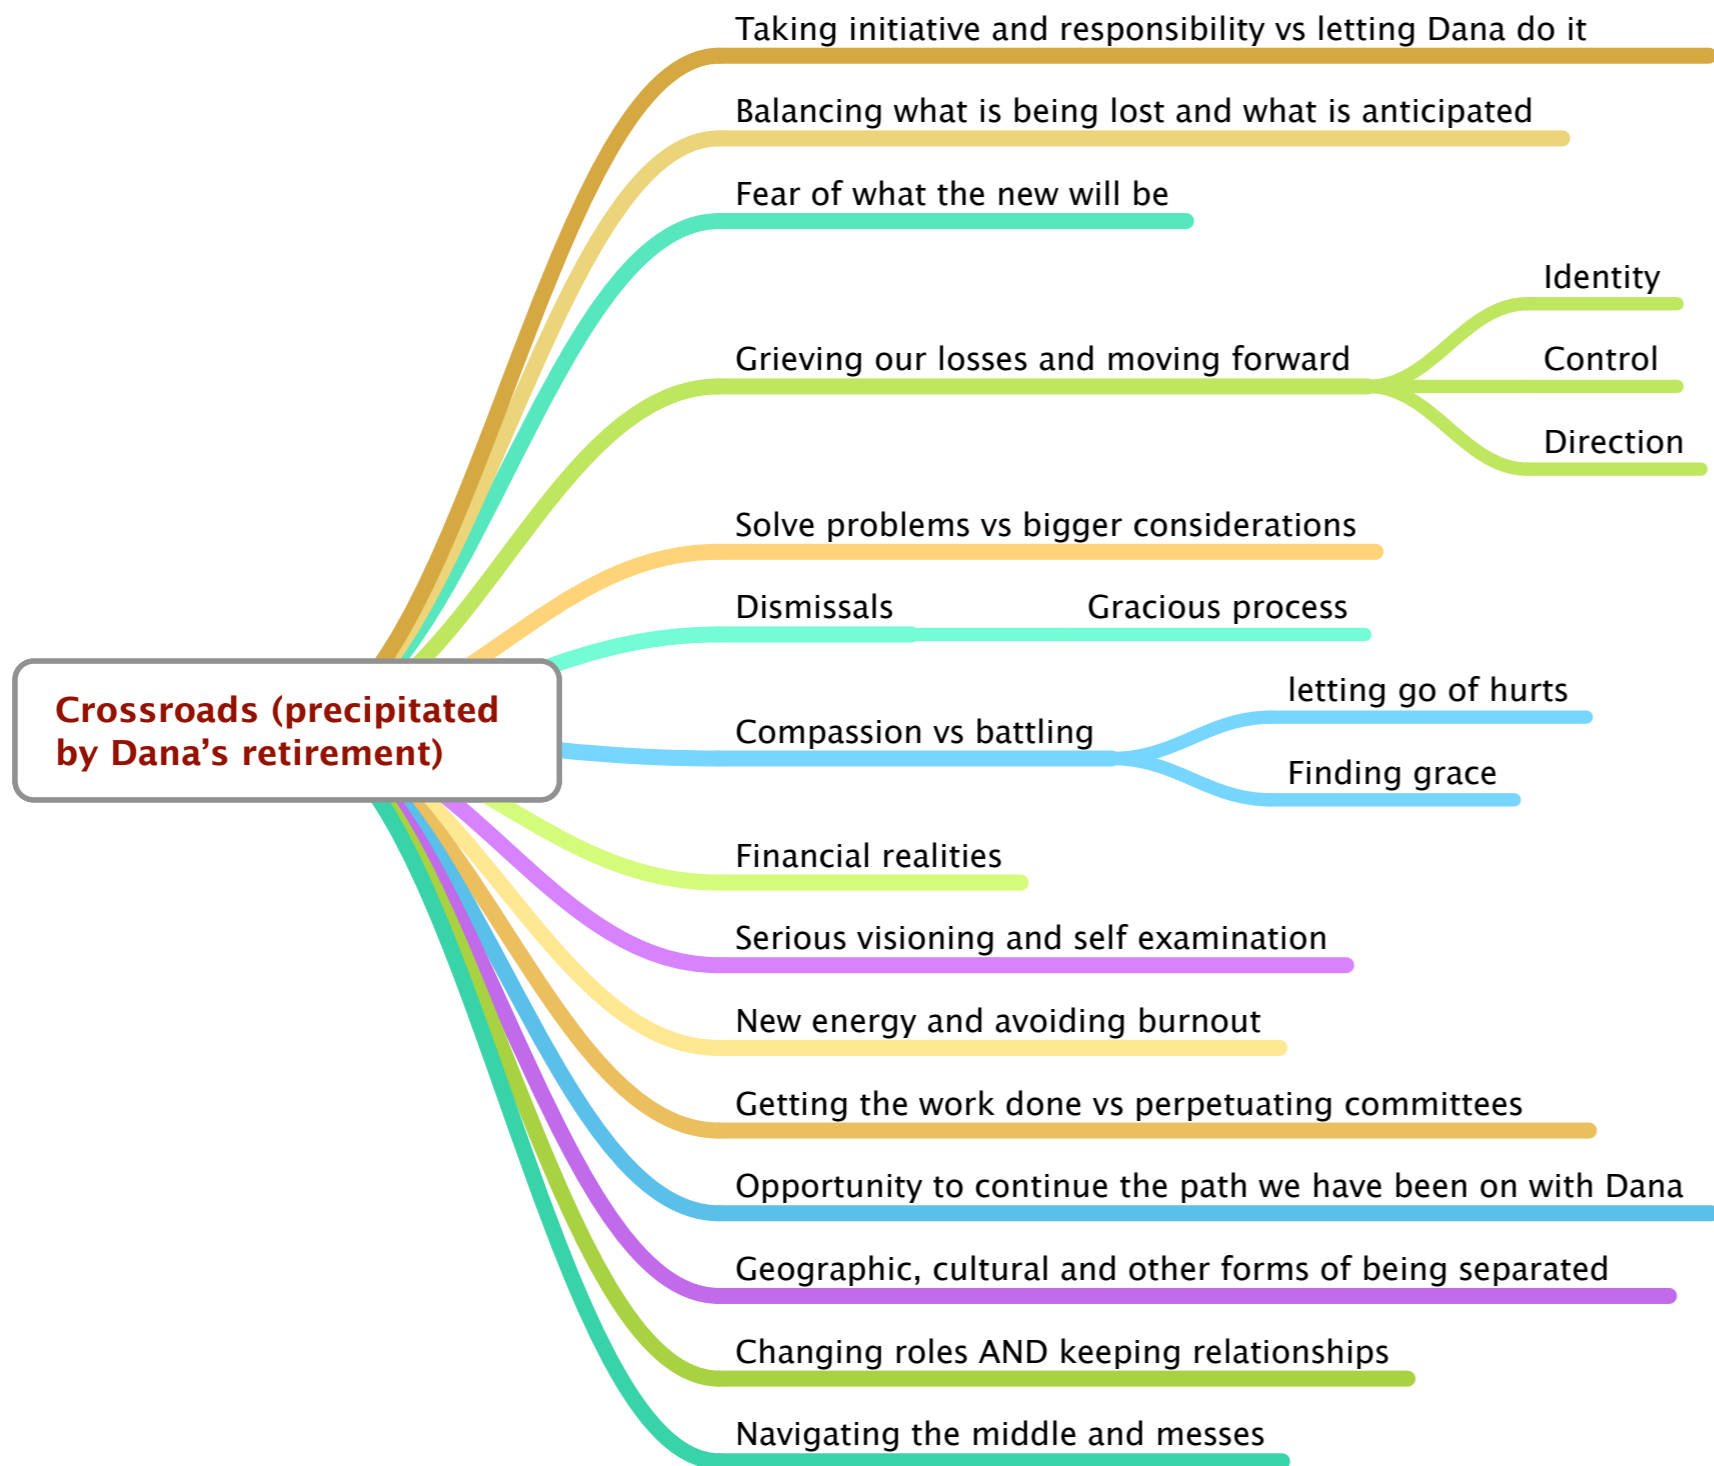 Taking initiative and responsibility vs letting Dana do it
Balancing what is being lost and what is anticipated
Fear of what the new will be
Identity
Grieving our losses and moving forward
Control
Direction
Solve problems vs bigger considerations
Dismissals
Gracious process
letting go of hurts
Crossroads (precipitated
by Dana’s retirement)
Compassion vs battling
Finding grace
Financial realities
Serious visioning and self examination
New energy and avoiding burnout
Getting the work done vs perpetuating committees
Opportunity to continue the path we have been on with Dana
Geographic, cultural and other forms of being separated
Changing roles AND keeping relationships
Navigating the middle and messes